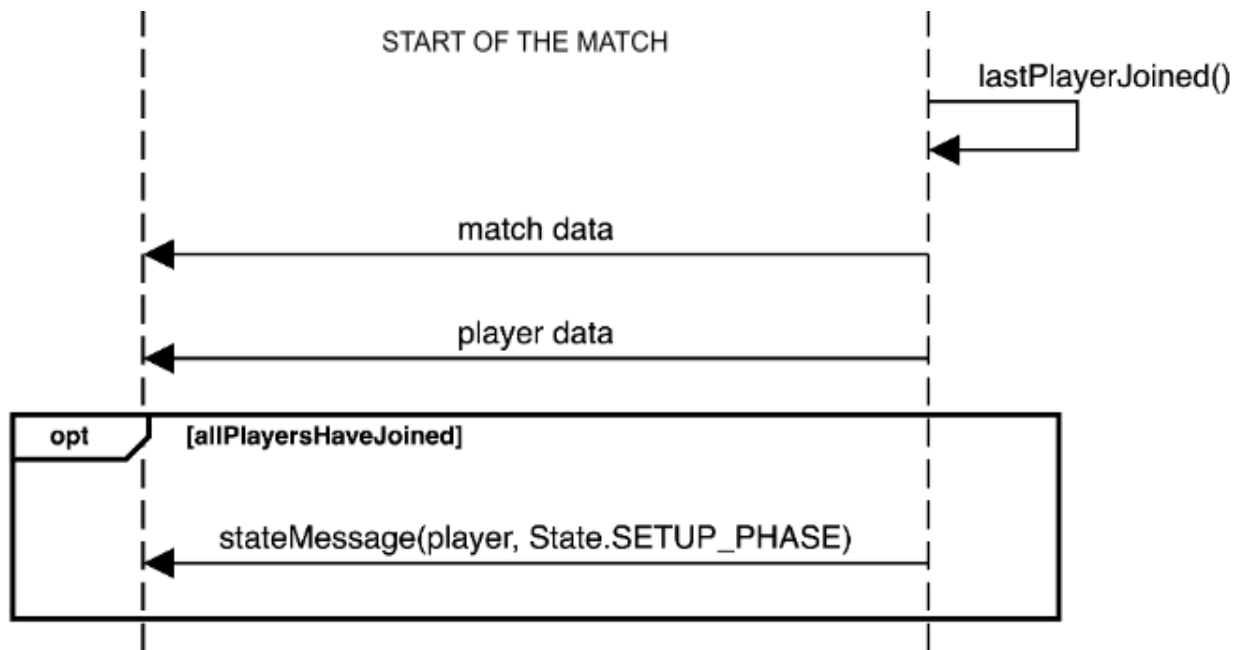 START OF THE MATCH
lastPlayerJoined()
match data
player data
opt
[allPlayersHaveJoined]
stateMessage(player, State.SETUP_PHASE)